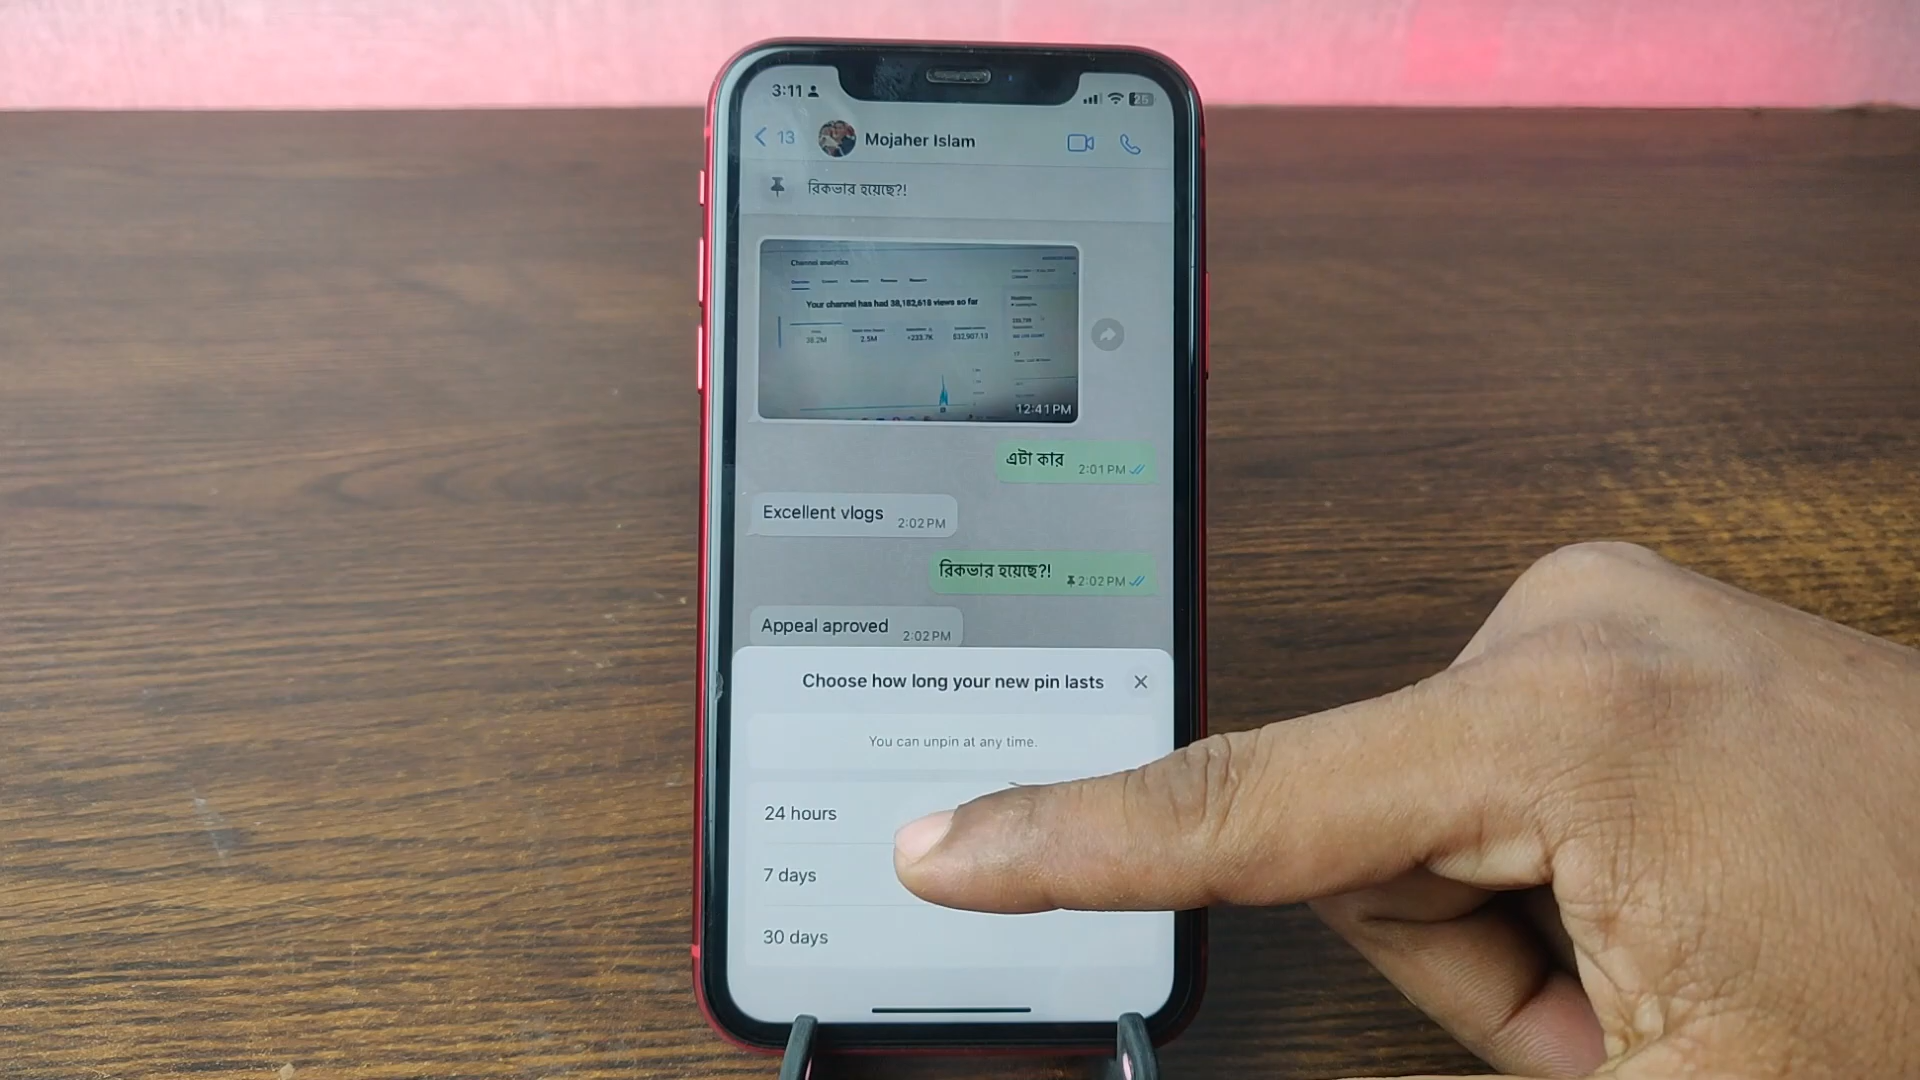 3:11
25
13
Mojaher Islam
রিকভার হয়েছে?!
Channel analytics
Your channel has had 38,182,618 views so far
38.2M
2.5M
+233.7K
12:41 PM
এটা কার
2:01 PM
Excellent vlogs
2:02 PM
রিকভার হয়েছে?!
2:02 PM
Appeal aproved
2:02 PM
Choose how long your new pin lasts
You can unpin at any time.
24 hours
7 days
30 days